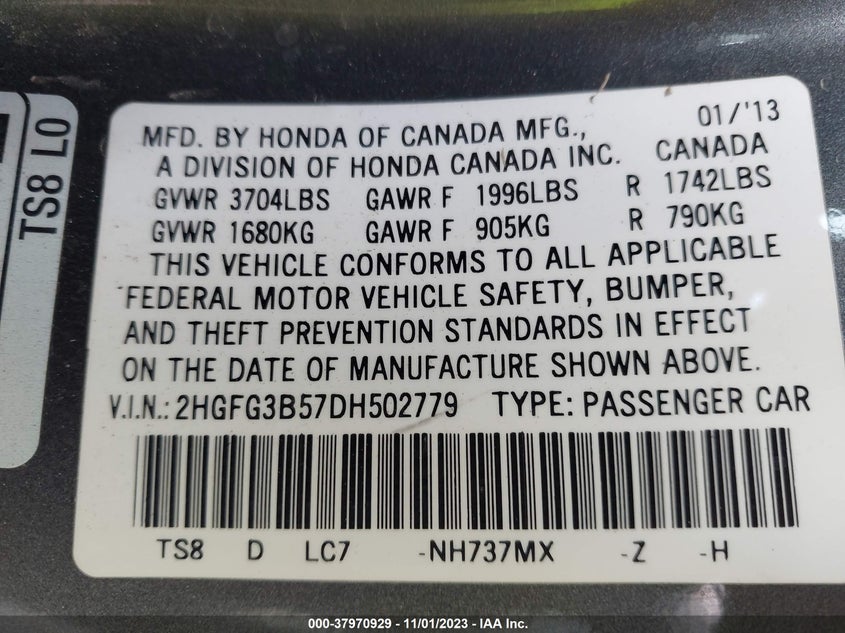 TS8 LO
01/'13
MFD. BY HONDA OF CANADA MFG.,
A DIVISION OF HONDA CANADA INC. CANADA
GVWR 3704LBS GAWR F 1996LBS R 1742LBS
GVWR 1680KG GAWR F 905KG R 790KG
THIS VEHICLE CONFORMS TO ALL APPLICABLE
FEDERAL MOTOR VEHICLE SAFETY, BUMPER,
AND THEFT PREVENTION STANDARDS IN EFFECT
ON THE DATE OF MANUFACTURE SHOWN ABOVE.
V.I.N.: 2HGFG3B57DH502779 TYPE: PASSENGER CAR
TS8 D LC7 -NH737MX -Z -H
000-37970929 - 11/01/2023 - IAA Inc.